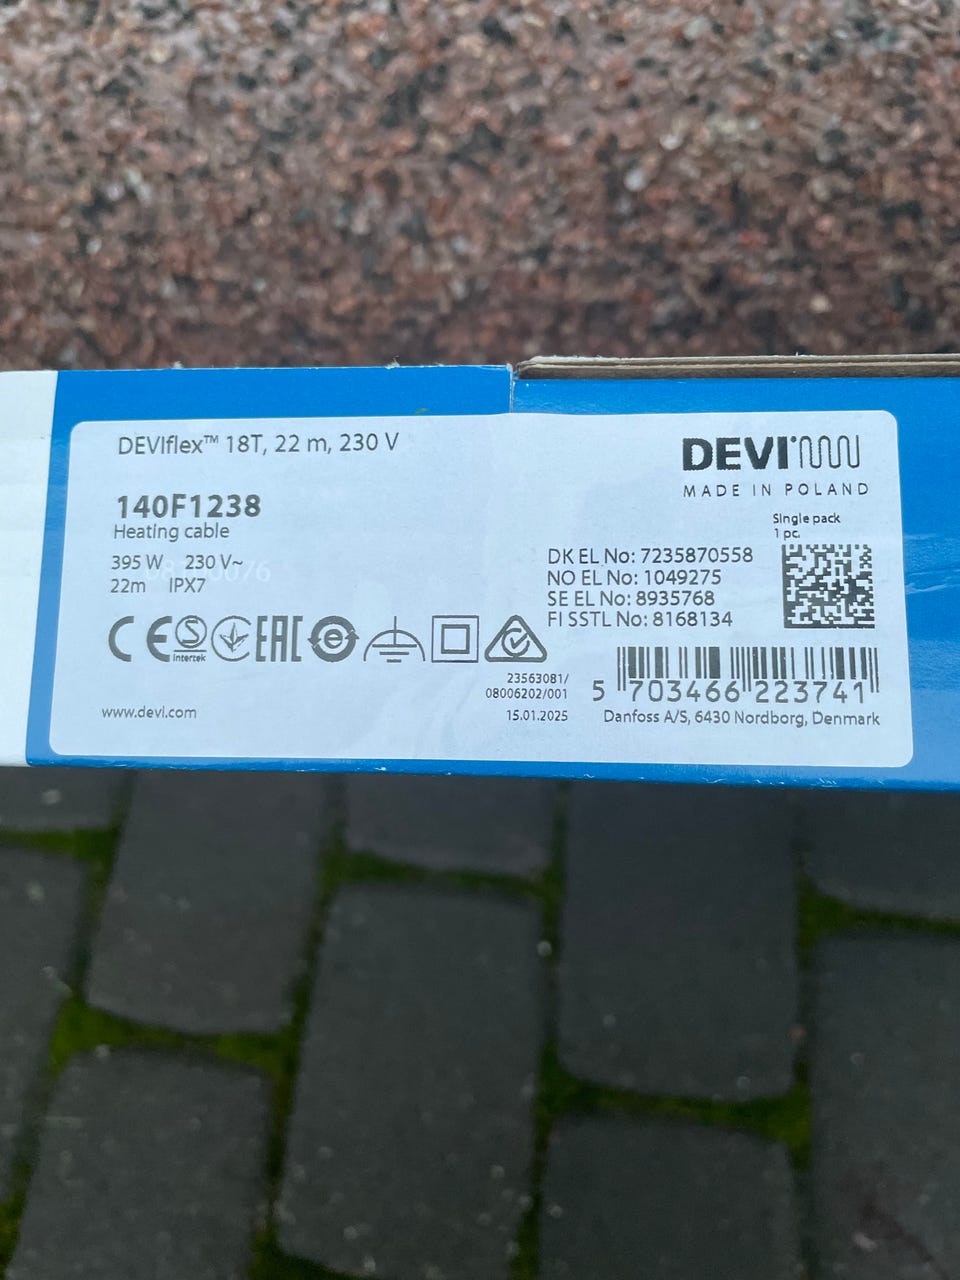 DEVIflex™ 18T, 22 m, 230 V
140F1238
Heating cable
395 W 230 V~
22m IPX7
DEVI
MADE IN POLAND
Single pack
1 pc.
DK EL No: 7235870558
NO EL No: 1049275
SE EL No: 8935768
FI SSTL No: 8168134
CE S EAC e
Intertek
23563081/
08006202/001
15.01.2025
5 703466 223741
Danfoss A/S, 6430 Nordborg, Denmark
www.devi.com